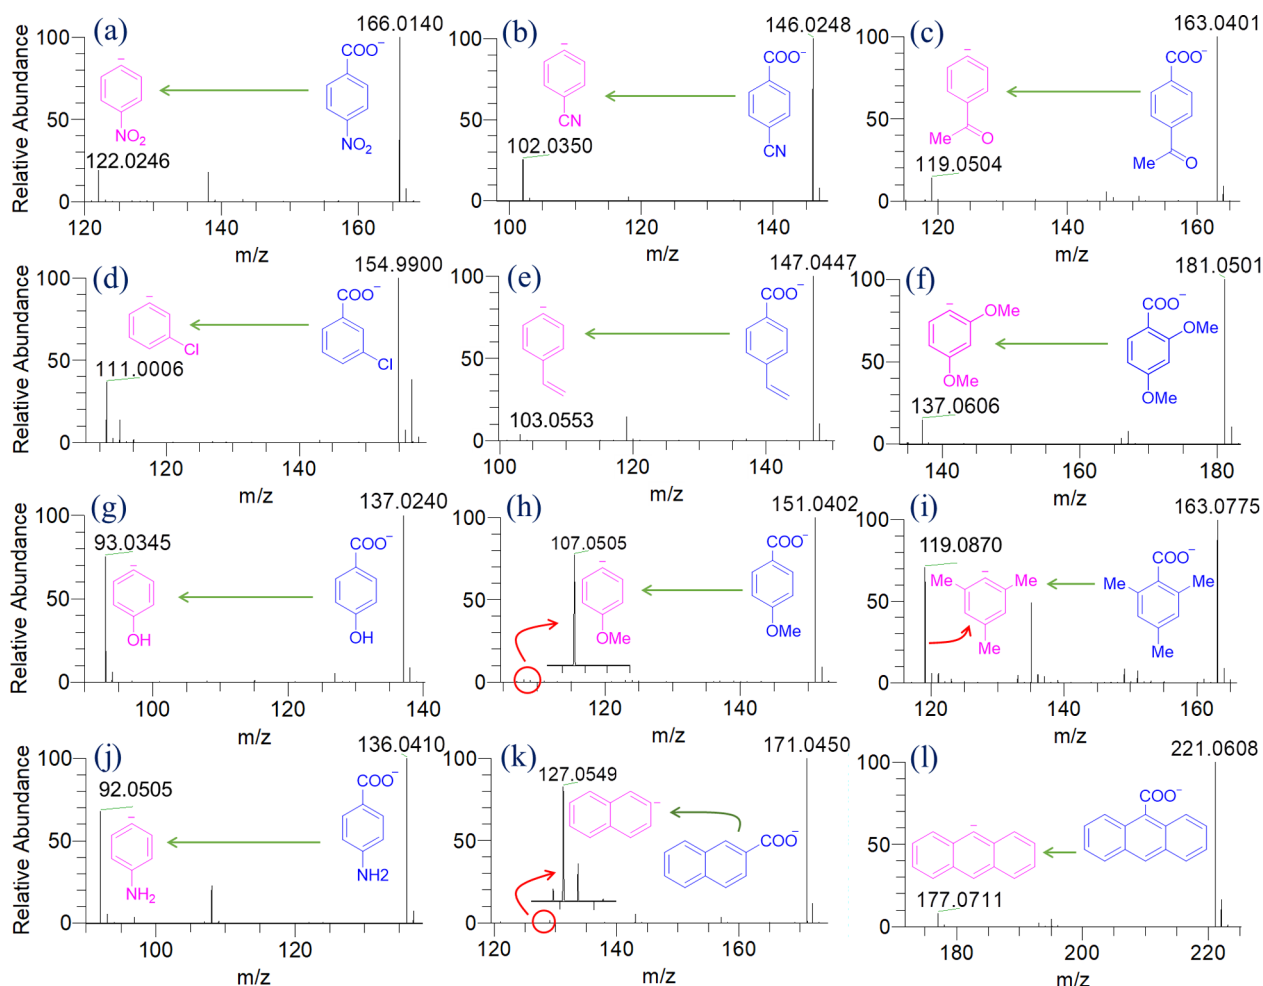 (a)
166.0140
COO⁻
NO₂
NO₂
122.0246
100
50
0
120
140
160
m/z
Relative Abundance
(b)
146.0248
COO⁻
CN
CN
102.0350
100
50
0
100
120
140
m/z
(c)
163.0401
COO⁻
Me
O
Me
O
119.0504
100
50
0
120
140
160
m/z
(d)
154.9900
COO⁻
Cl
Cl
111.0006
100
50
0
120
140
m/z
Relative Abundance
(e)
147.0447
COO⁻
103.0553
100
50
0
100
120
140
m/z
(f)
181.0501
COO⁻
OMe
OMe
OMe
OMe
137.0606
100
50
0
140
160
180
m/z
(g)
137.0240
93.0345
COO⁻
OH
OH
100
50
0
100
120
140
m/z
Relative Abundance
(h)
151.0402
107.0505
COO⁻
OMe
OMe
100
50
0
120
140
m/z
(i)
163.0775
119.0870
COO⁻
Me
Me
Me
Me
Me
Me
100
50
0
120
140
160
m/z
(j)
136.0410
92.0505
COO⁻
NH₂
NH2
100
50
0
100
120
m/z
Relative Abundance
(k)
171.0450
127.0549
COO⁻
100
50
0
120
140
160
m/z
(l)
221.0608
COO⁻
177.0711
100
50
0
180
200
220
m/z